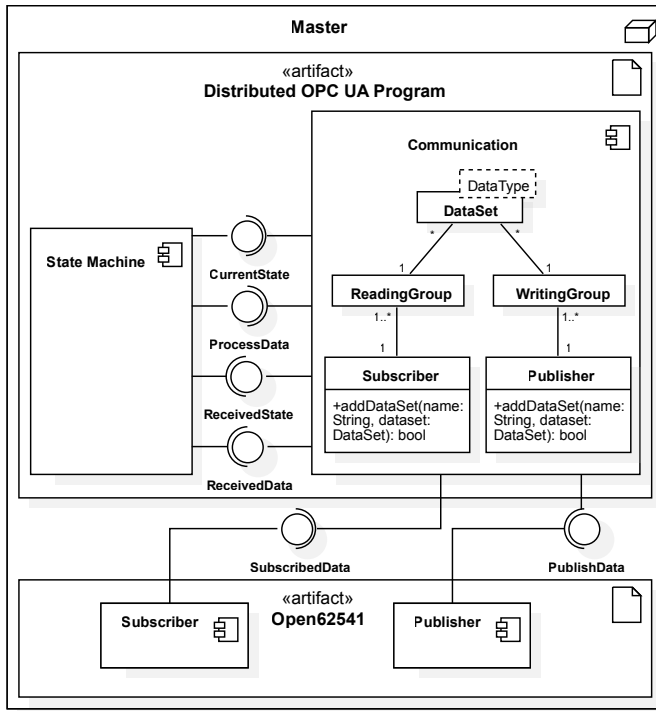 Master
«artifact»
Distributed OPC UA Program
Communication
DataType
DataSet
*
*
State Machine
CurrentState
1
1
ReadingGroup
WritingGroup
ProcessData
1..*
1..*
1
1
Subscriber
Publisher
+addDataSet(name:
String, dataset:
DataSet): bool
+addDataSet(name:
String, dataset:
DataSet): bool
ReceivedState
ReceivedData
SubscribedData
PublishData
«artifact»
Open62541
Subscriber
Publisher